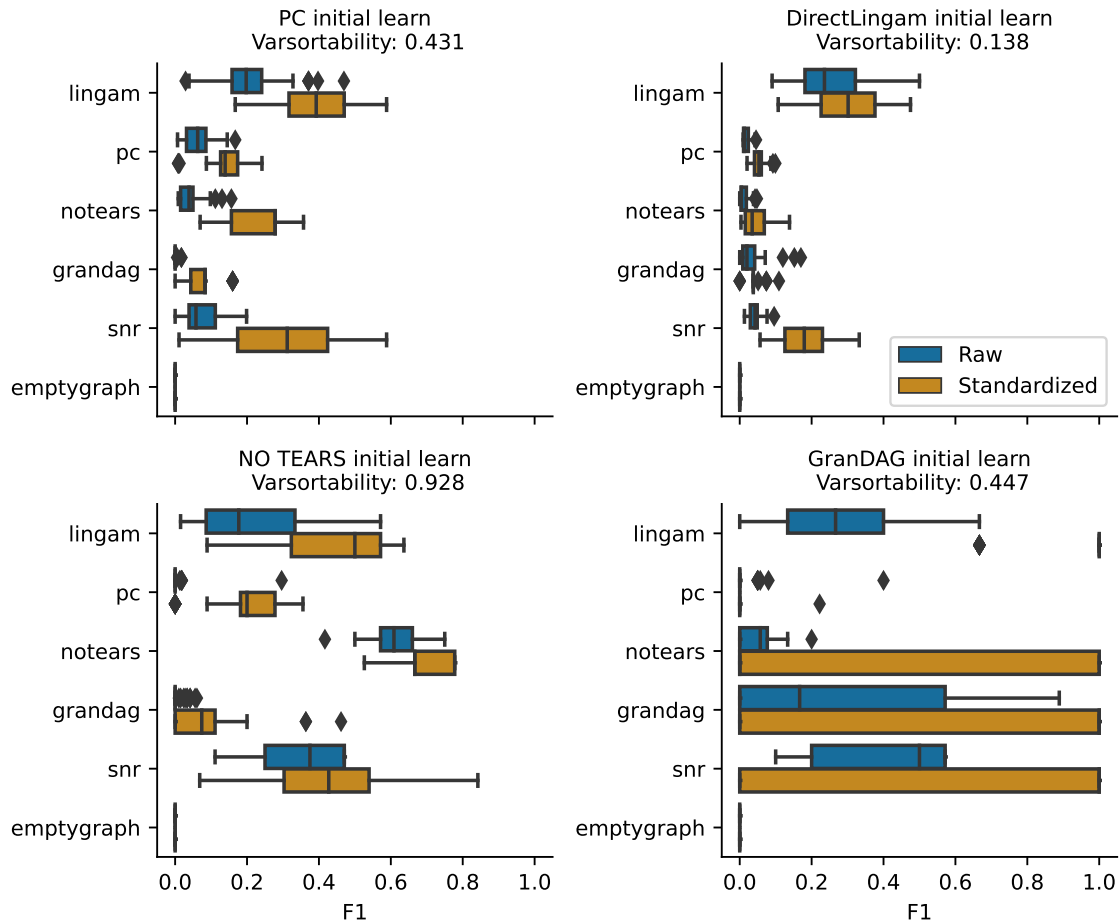 PC initial learn
Varsortability: 0.431
lingam
pc
notears
grandag
snr
emptygraph
DirectLingam initial learn
Varsortability: 0.138
lingam
pc
notears
grandag
snr
emptygraph
Raw
Standardized
NO TEARS initial learn
Varsortability: 0.928
lingam
pc
notears
grandag
snr
emptygraph
0.0 0.2 0.4 0.6 0.8 1.0
F1
GranDAG initial learn
Varsortability: 0.447
lingam
pc
notears
grandag
snr
emptygraph
0.0 0.2 0.4 0.6 0.8 1.0
F1